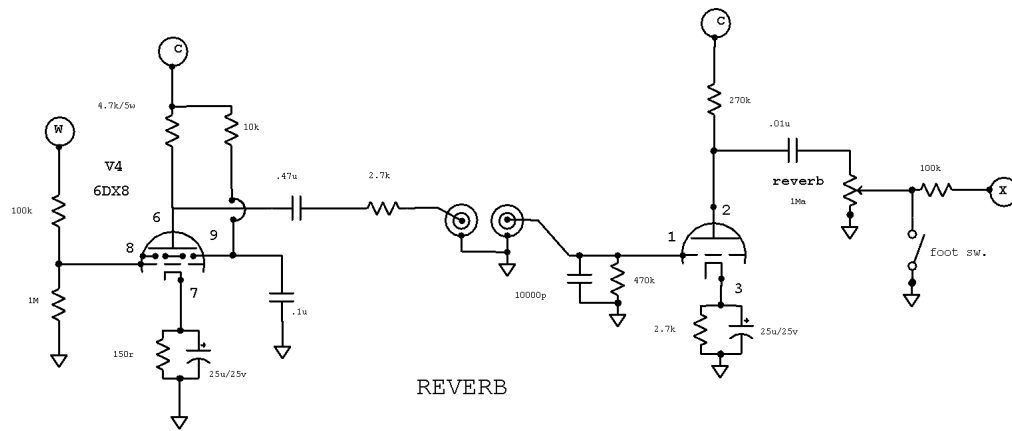 C
C
4.7k/5w
10k
270k
W
V4
6DX8
.01u
.47u
2.7k
reverb
100k
1Ma
X
100k
6
9
2
8
1
foot sw.
7
3
1M
10000p
470k
.1u
2.7k
25u/25v
150r
25u/25v
REVERB